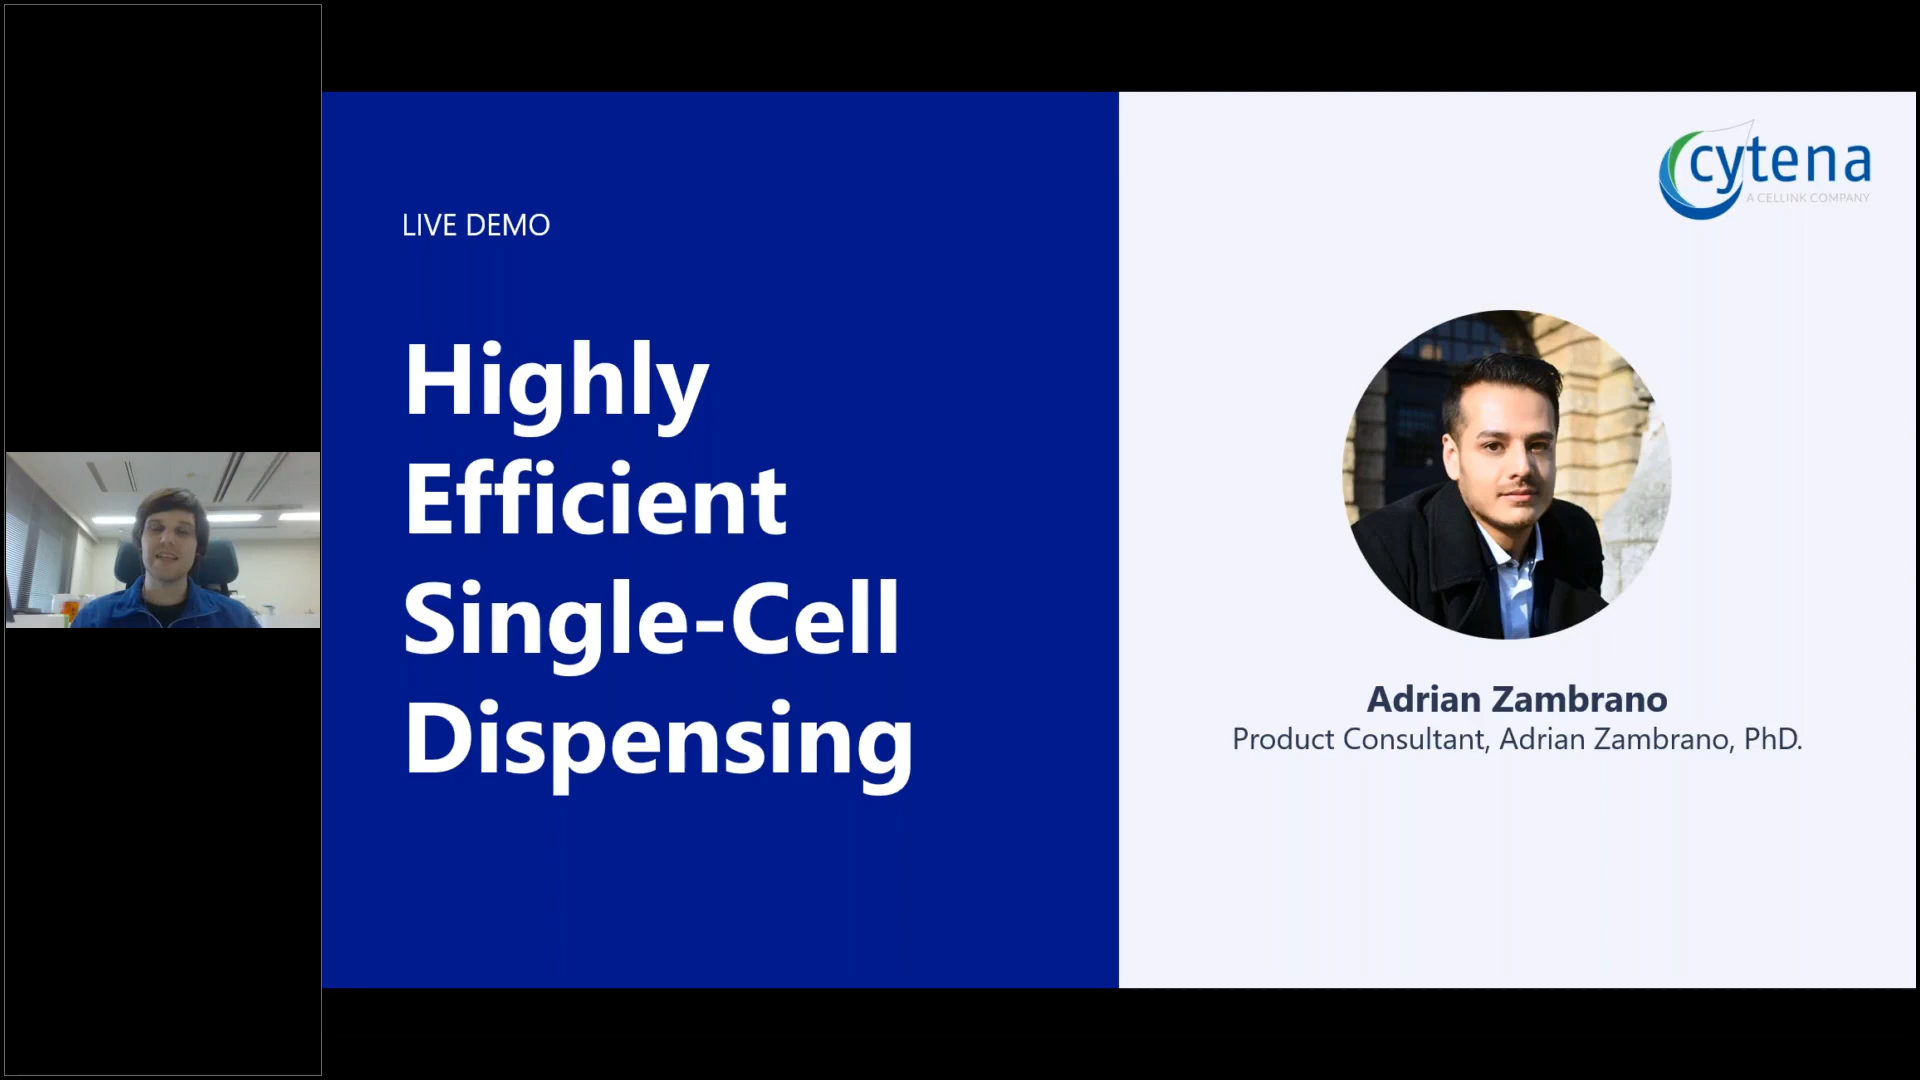 LIVE DEMO
Highly
Efficient
Single-Cell
Dispensing
cytena
A CELLINK COMPANY
Adrian Zambrano
Product Consultant, Adrian Zambrano, PhD.